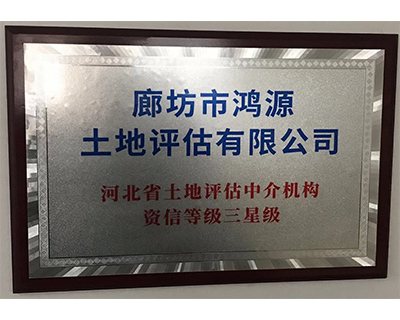 廊坊市鸿源
土地评估有限公司
河北省土地评估中介机构
资信等级三星级